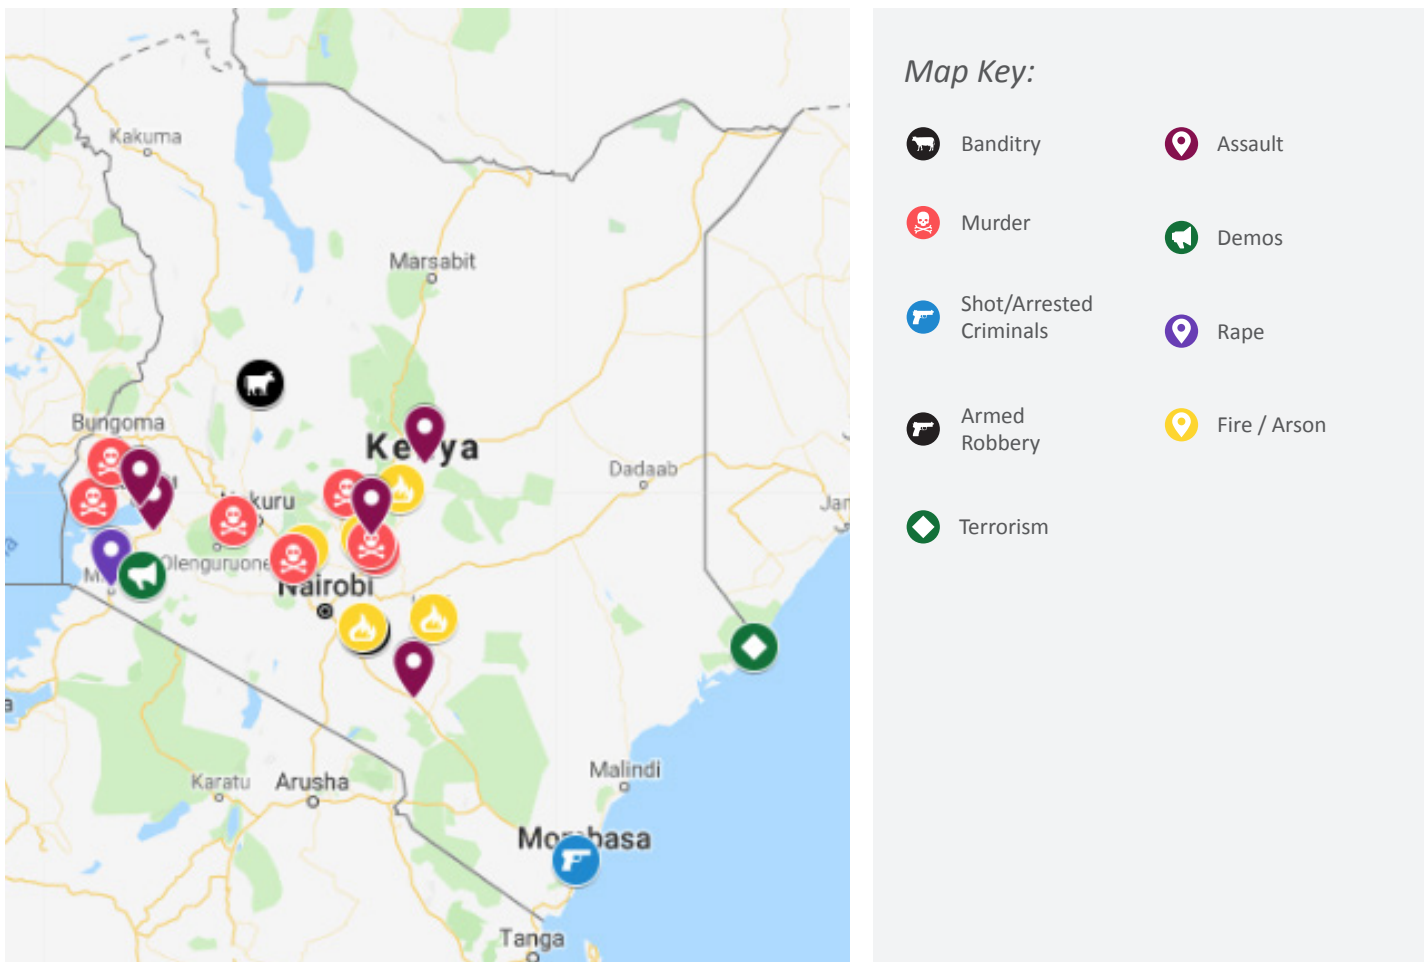 Kakuma
Marsabit
Bungoma
Kenya
Dadaab
Olenguruone
Nairobi
Malindi
Karatu
Arusha
Mombasa
Tanga
Map Key:
Banditry
Assault
Murder
Demos
Shot/Arrested
Criminals
Rape
Armed
Robbery
Fire / Arson
Terrorism